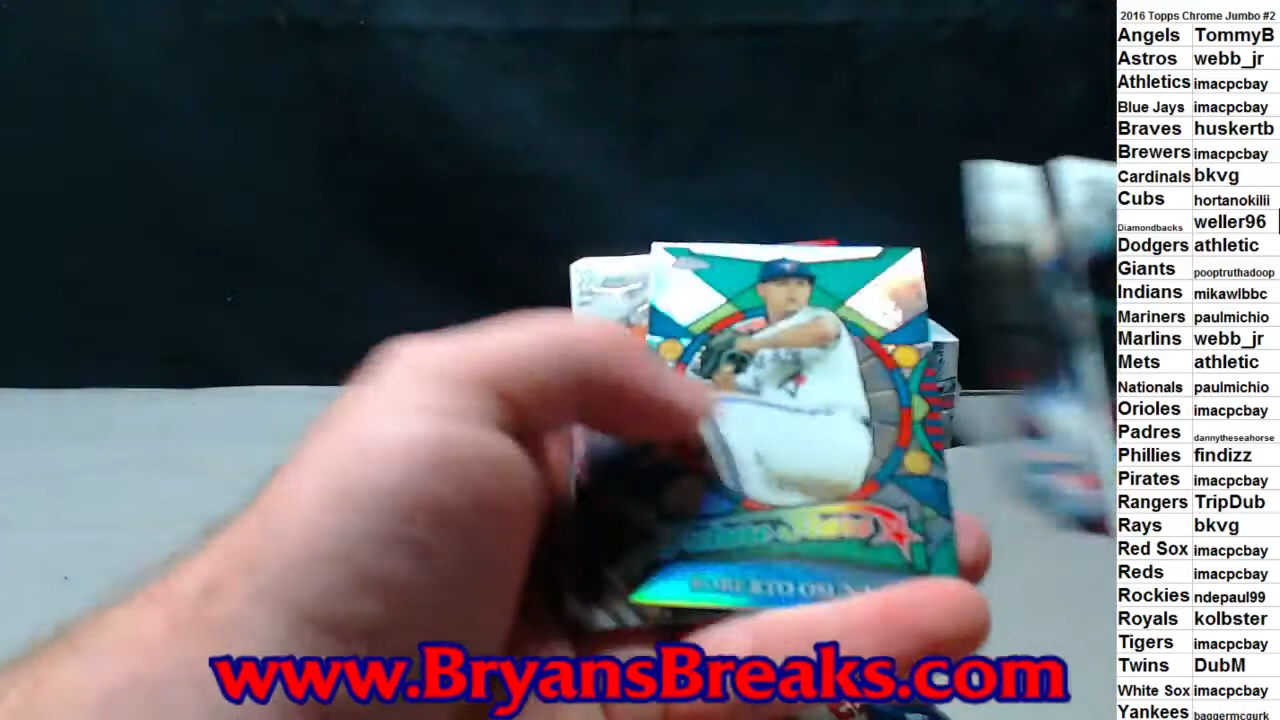 2016 Topps Chrome Jumbo #2
Angels TommyB
Astros webb_jr
Athletics imacpcbay
Blue Jays imacpcbay
Braves huskertb
Brewers imacpcbay
Cardinals bkvg
Cubs hortanokilii
Diamondbacks weller96
Dodgers athletic
Giants pooptruthadoop
Indians mikawlbbc
Mariners paulmichio
Marlins webb_jr
Mets athletic
Nationals paulmichio
Orioles imacpcbay
Padres dannytheseahorse
Phillies findizz
Pirates imacpcbay
Rangers TripDub
Rays bkvg
Red Sox imacpcbay
Reds imacpcbay
Rockies ndepaul99
Royals kolbster
Tigers imacpcbay
Twins DubM
White Sox imacpcbay
Yankees baggermcgurk
ROBERTO OSUNA
www.BryansBreaks.com